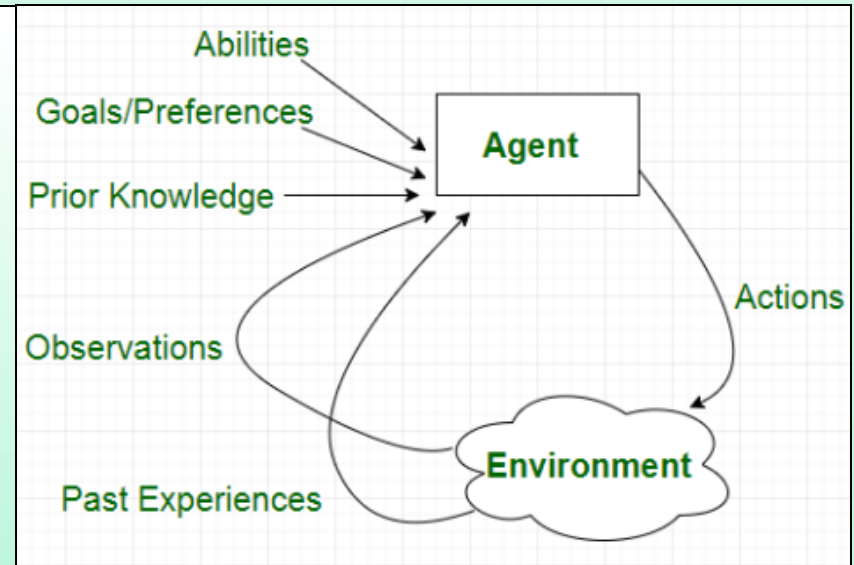 Abilities
Goals/Preferences
Agent
Prior Knowledge
Actions
Observations
Environment
Past Experiences